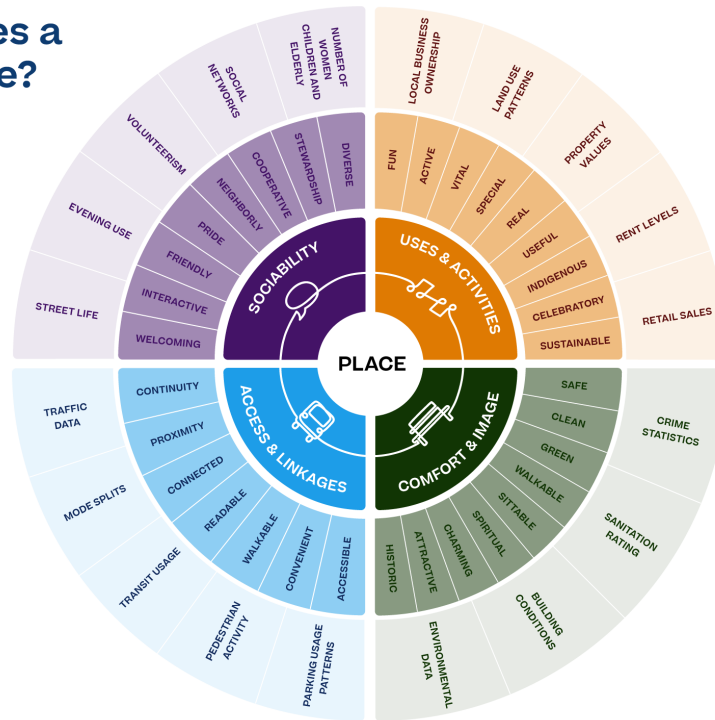 es a
e?
NUMBER OF
WOMEN
CHILDREN AND
ELDERLY
SOCIAL
NETWORKS
VOLUNTEERISM
EVENING USE
STREET LIFE
DIVERSE
STEWARDSHIP
COOPERATIVE
NEIGHBORLY
PRIDE
FRIENDLY
INTERACTIVE
WELCOMING
SOCIABILITY
LOCAL BUSINESS
OWNERSHIP
LAND USE
PATTERNS
PROPERTY
VALUES
RENT LEVELS
RETAIL SALES
FUN
ACTIVE
VITAL
SPECIAL
REAL
USEFUL
INDIGENOUS
CELEBRATORY
SUSTAINABLE
USES & ACTIVITIES
PLACE
ACCESS & LINKAGES
CONTINUITY
PROXIMITY
CONNECTED
READABLE
WALKABLE
CONVENIENT
ACCESSIBLE
TRAFFIC
DATA
MODE SPLITS
TRANSIT USAGE
PEDESTRIAN
ACTIVITY
PARKING USAGE
PATTERNS
COMFORT & IMAGE
SAFE
CLEAN
GREEN
WALKABLE
SITTABLE
SPIRITUAL
CHARMING
ATTRACTIVE
HISTORIC
CRIME
STATISTICS
SANITATION
RATING
BUILDING
CONDITIONS
ENVIRONMENTAL
DATA